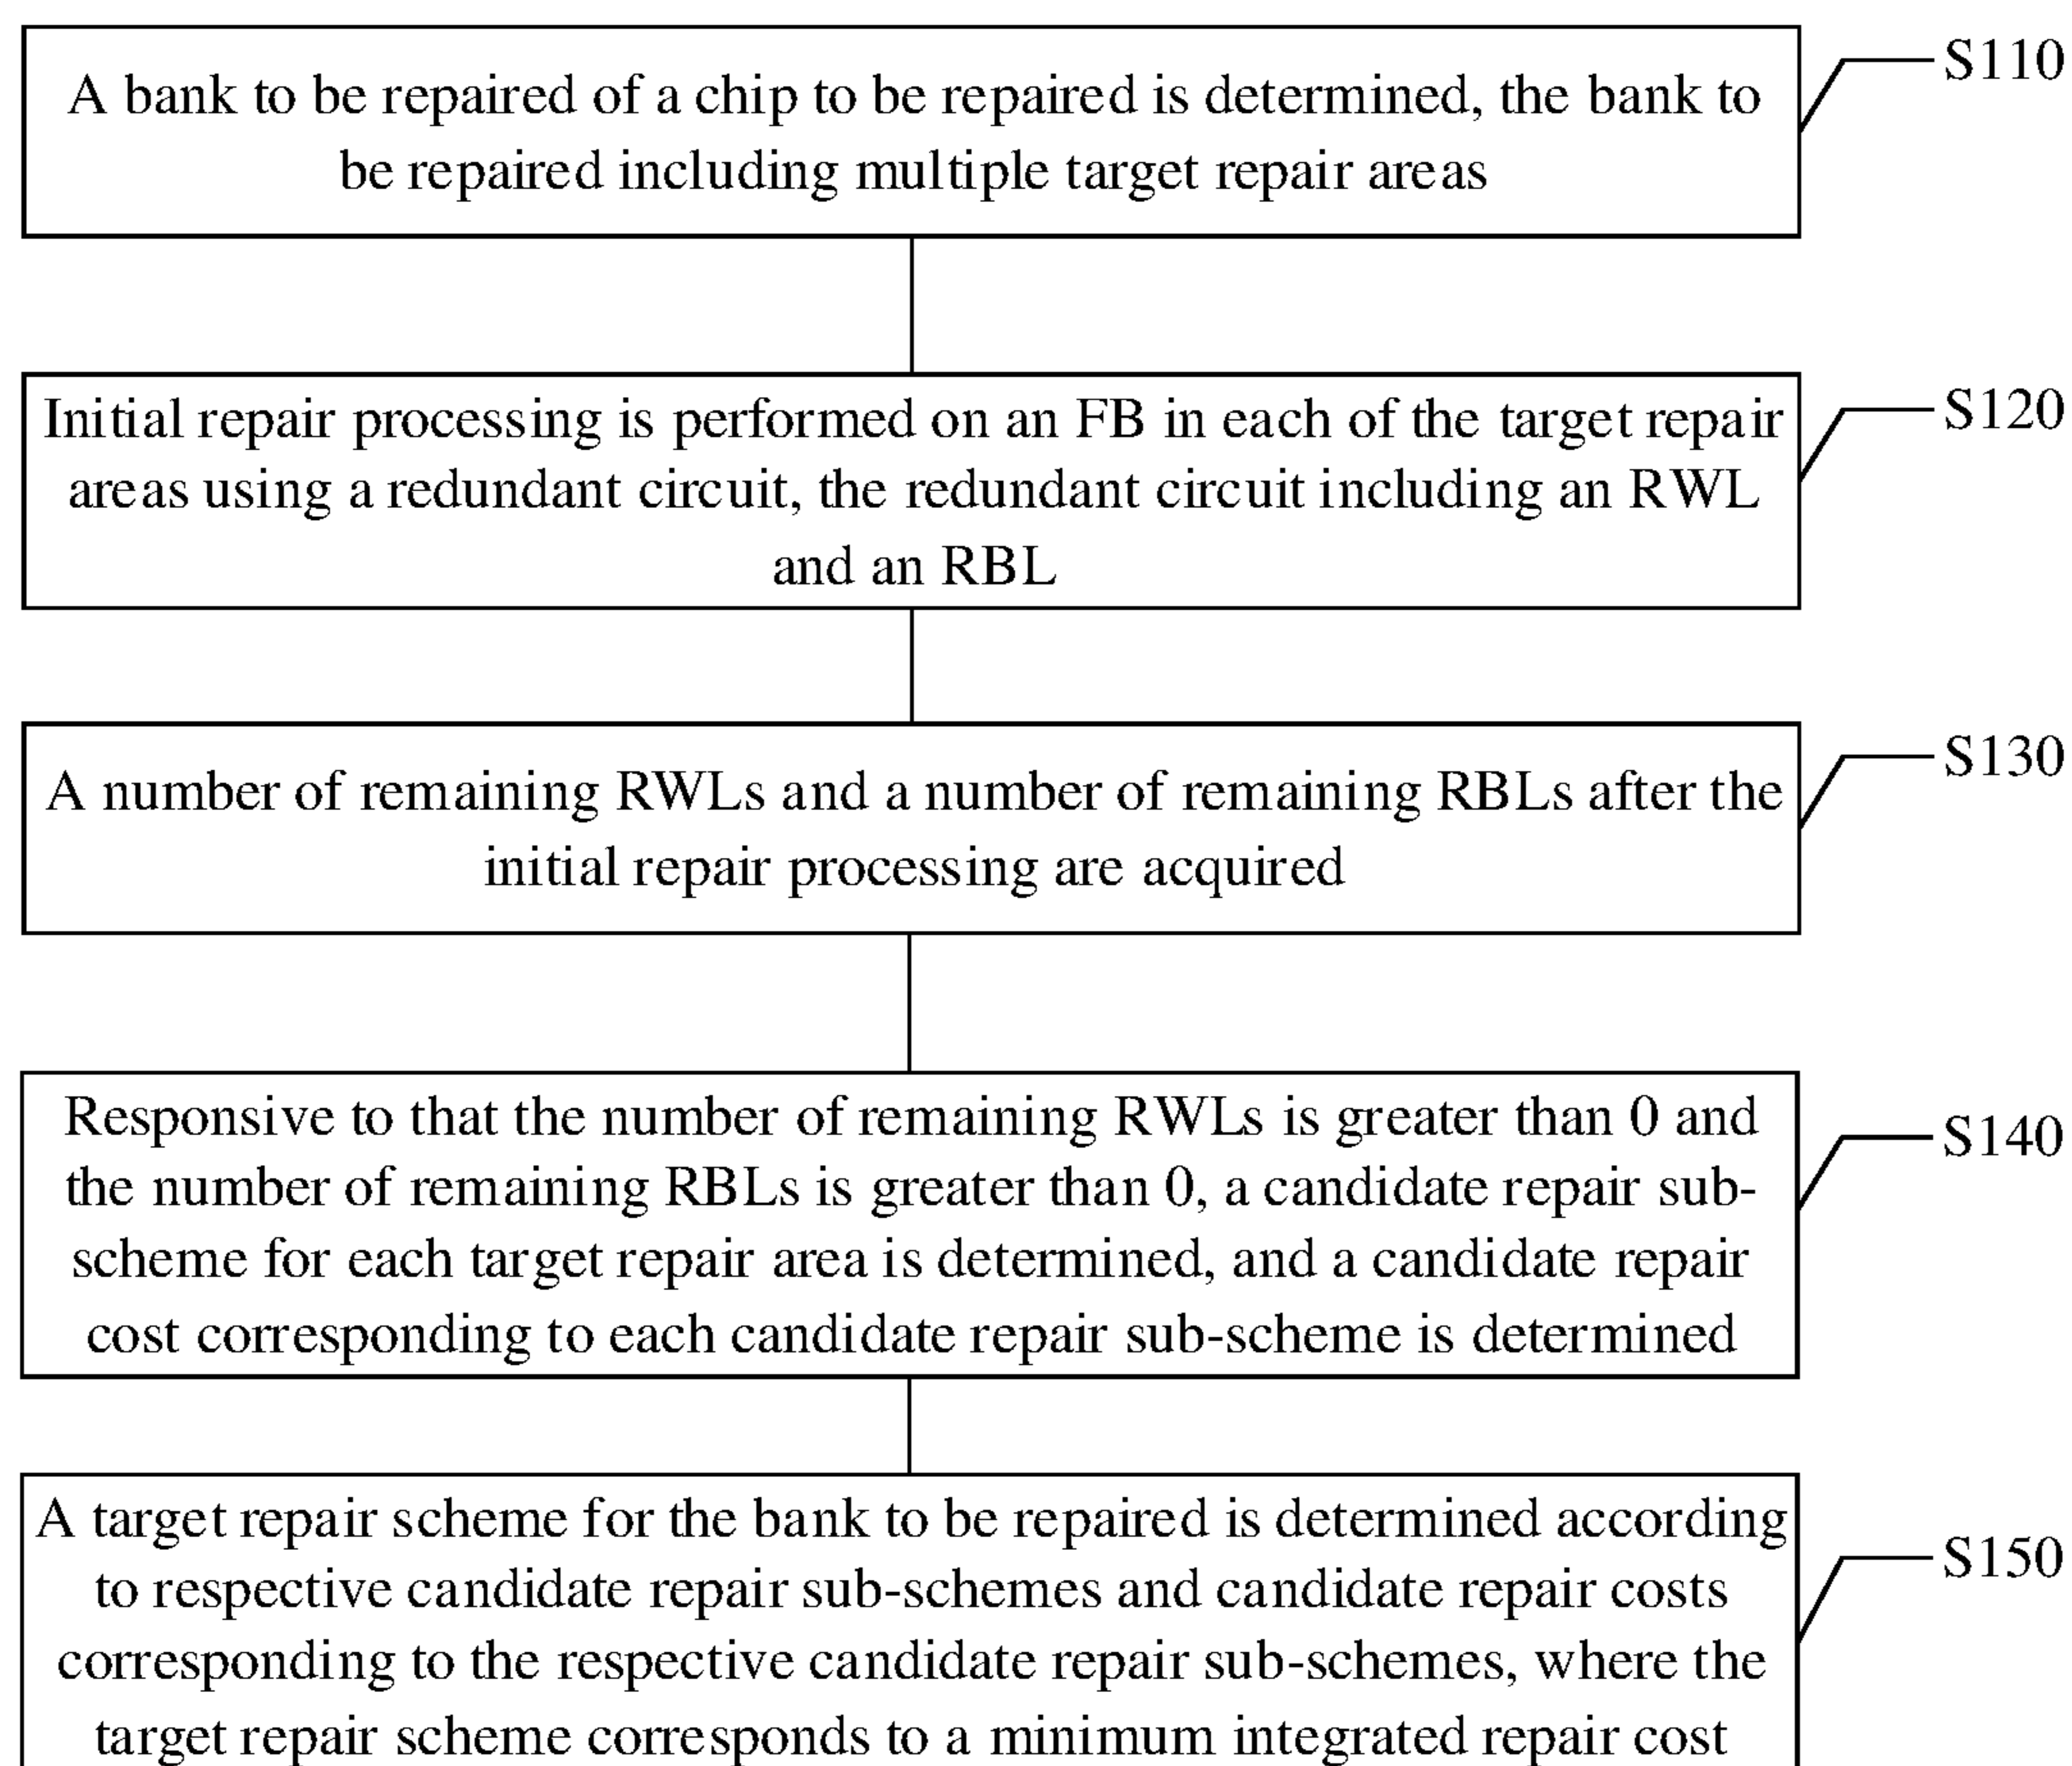 A bank to be repaired of a chip to be repaired is determined, the bank to
be repaired including multiple target repair areas
S110
Initial repair processing is performed on an FB in each of the target repair
areas using a redundant circuit, the redundant circuit including an RWL
and an RBL
S120
A number of remaining RWLs and a number of remaining RBLs after the
initial repair processing are acquired
S130
Responsive to that the number of remaining RWLs is greater than 0 and
the number of remaining RBLs is greater than 0, a candidate repair sub-
scheme for each target repair area is determined, and a candidate repair
cost corresponding to each candidate repair sub-scheme is determined
S140
A target repair scheme for the bank to be repaired is determined according
to respective candidate repair sub-schemes and candidate repair costs
corresponding to the respective candidate repair sub-schemes, where the
target repair scheme corresponds to a minimum integrated repair cost
S150